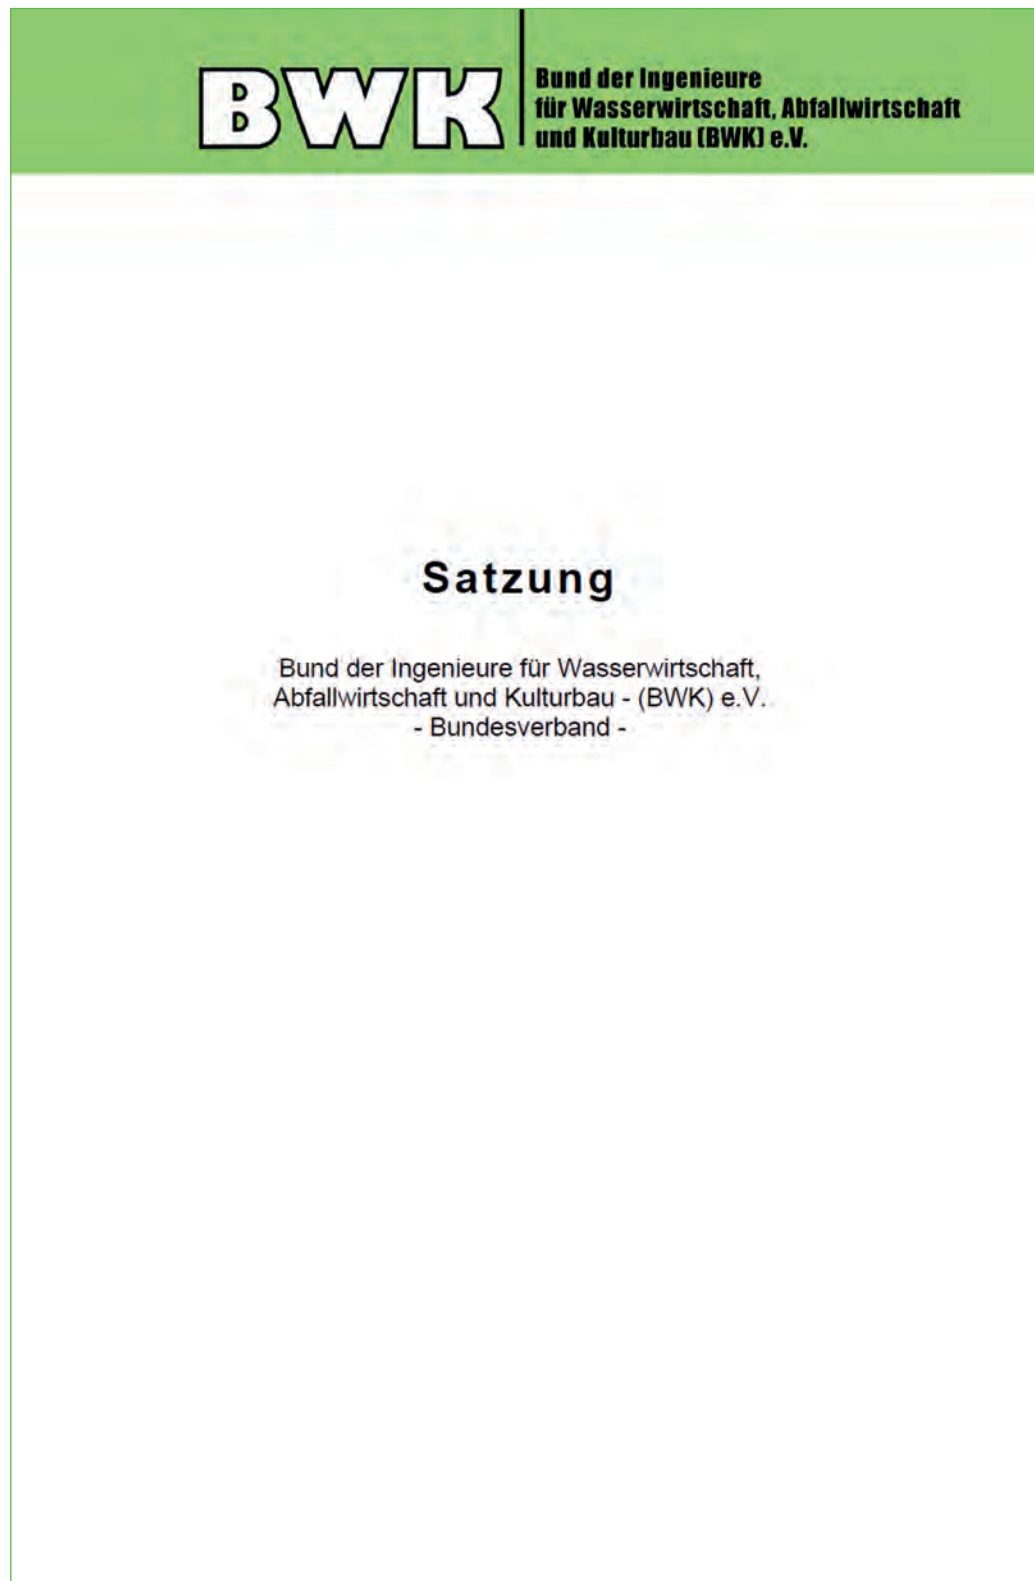 BWK
Bund der Ingenieure
für Wasserwirtschaft, Abfallwirtschaft
und Kulturbau (BWK) e.V.
Satzung
Bund der Ingenieure für Wasserwirtschaft,
Abfallwirtschaft und Kulturbau - (BWK) e.V.
- Bundesverband -